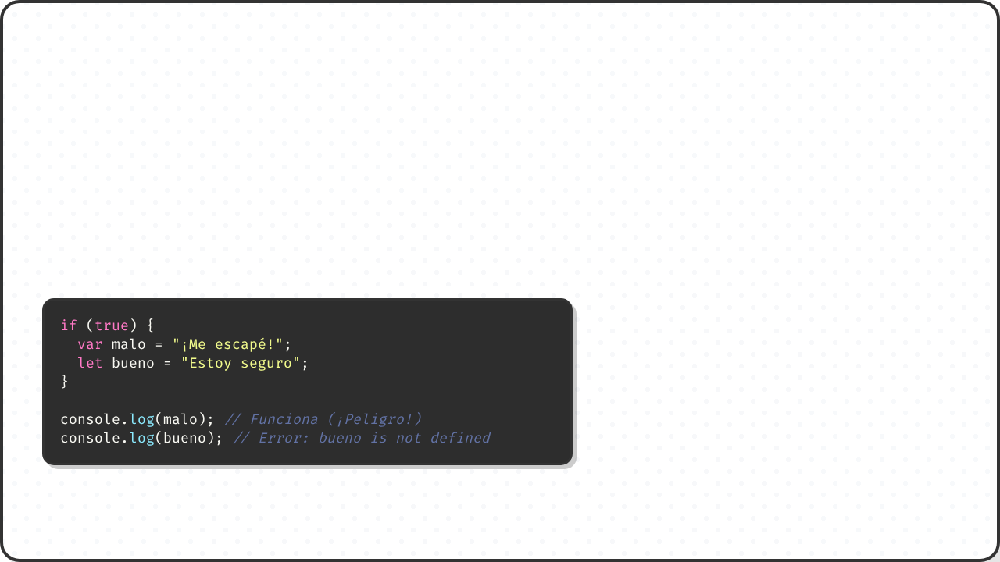 if (true) {
  var malo = "¡Me escapé!";
  let bueno = "Estoy seguro";
}

console.log(malo); // Funciona (¡Peligro!)
console.log(bueno); // Error: bueno is not defined